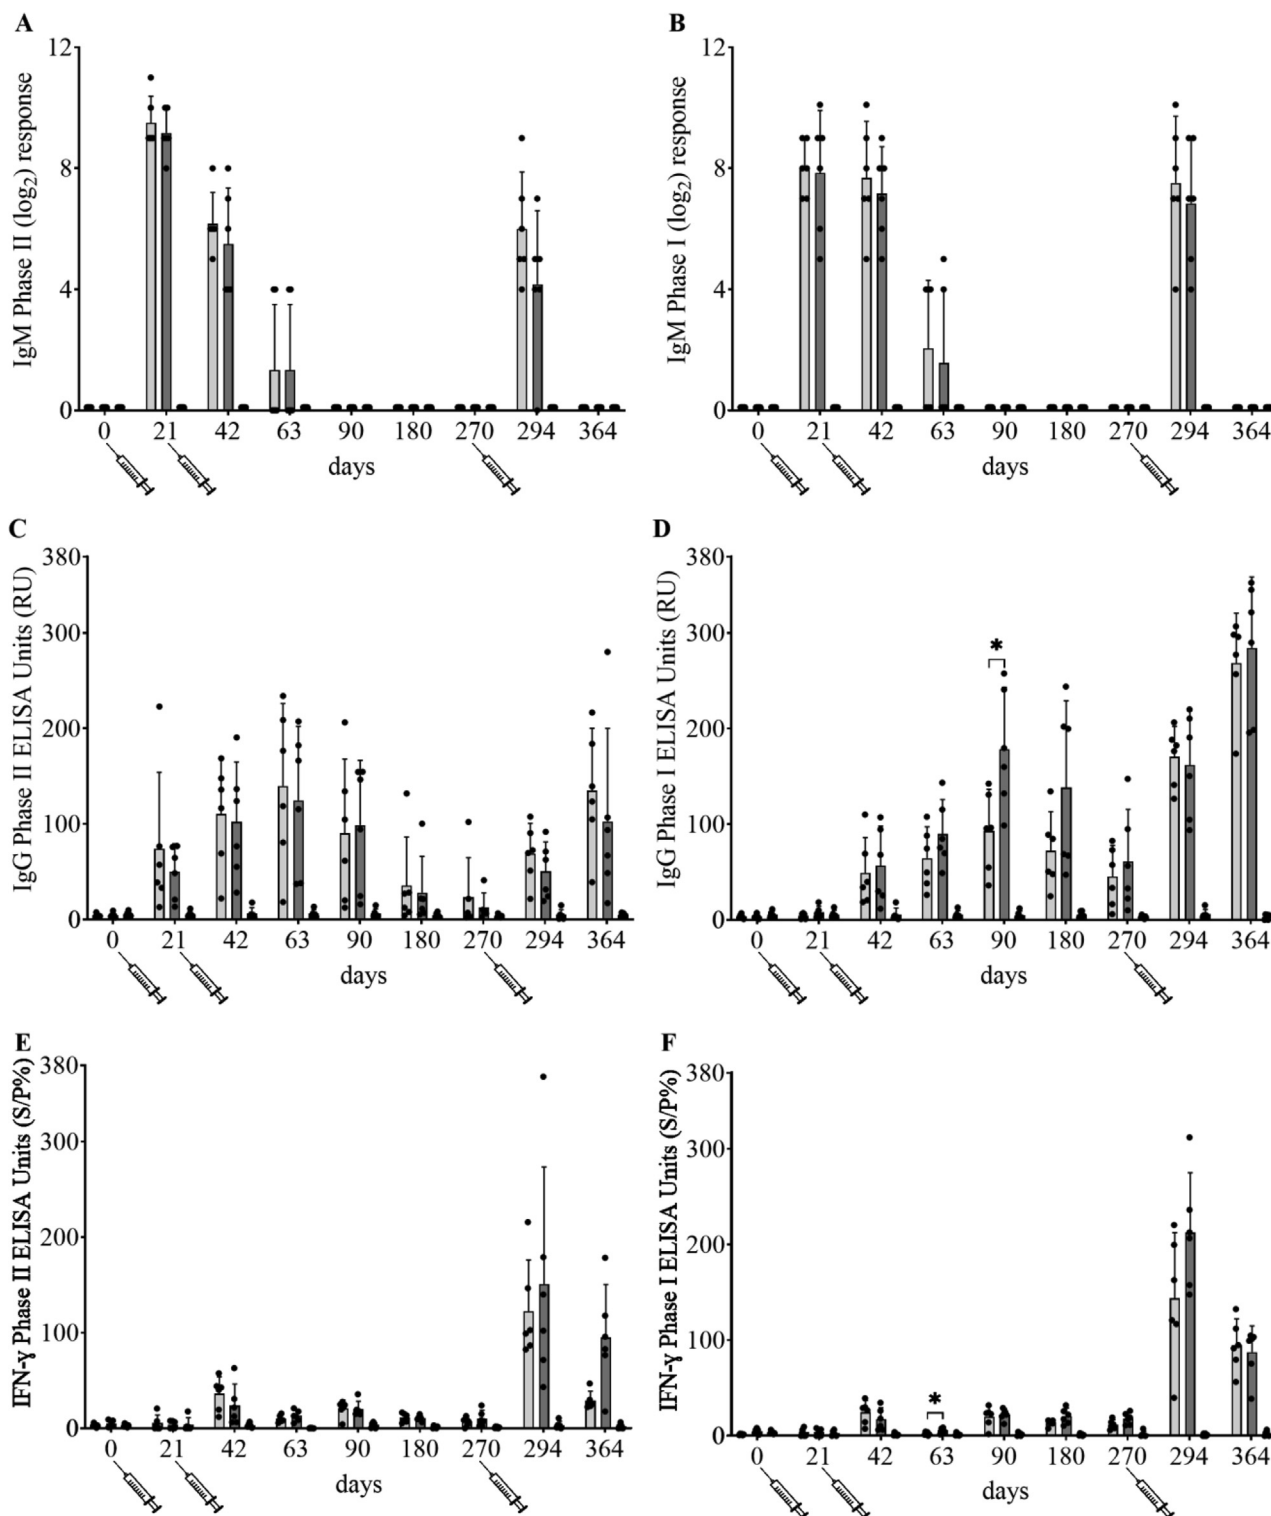 A
IgM Phase II (log2) response
12
8
4
0
0 21 42 63 90 180 270 294 364
days
B
IgM Phase I (log2) response
12
8
4
0
0 21 42 63 90 180 270 294 364
days
C
IgG Phase II ELISA Units (RU)
380
300
200
100
0
0 21 42 63 90 180 270 294 364
days
D
IgG Phase I ELISA Units (RU)
380
300
200
100
0
*
0 21 42 63 90 180 270 294 364
days
E
IFN-γ Phase II ELISA Units (S/P%)
380
300
200
100
0
0 21 42 63 90 180 270 294 364
days
F
IFN-γ Phase I ELISA Units (S/P%)
380
300
200
100
0
*
0 21 42 63 90 180 270 294 364
days